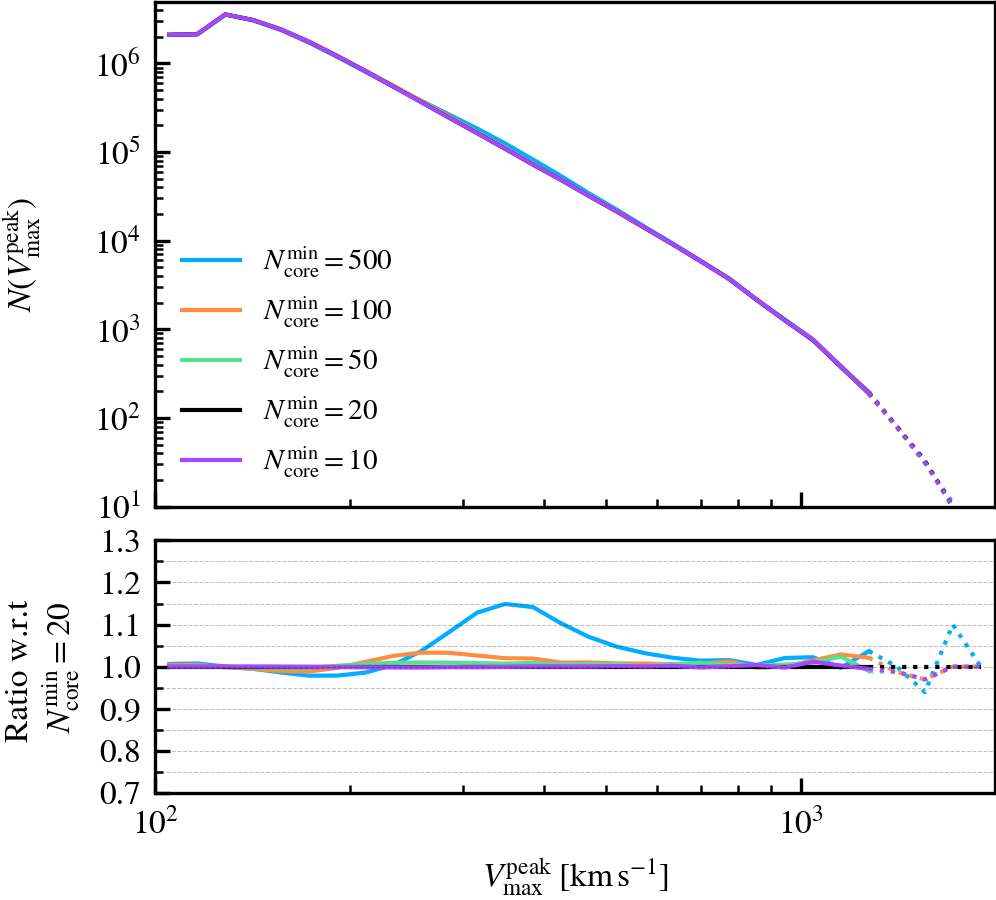 10^6
10^5
10^4
10^3
10^2
10^1
N(V_max^peak)
N_core^min = 500
N_core^min = 100
N_core^min = 50
N_core^min = 20
N_core^min = 10
1.3
1.2
1.1
1.0
0.9
0.8
0.7
Ratio w.r.t
N_core^min = 20
10^2
10^3
V_max^peak [km s^−1]